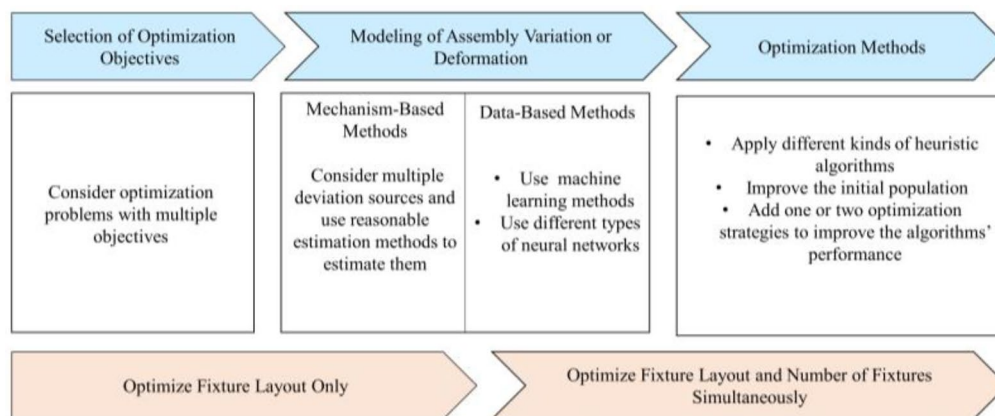 Selection of Optimization
Objectives
Modeling of Assembly Variation or
Deformation
Optimization Methods
Consider optimization
problems with multiple
objectives
Mechanism-Based
Methods
Consider multiple
deviation sources and
use reasonable
estimation methods to
estimate them
Data-Based Methods
• Use machine
learning methods
• Use different types
of neural networks
• Apply different kinds of heuristic
algorithms
• Improve the initial population
• Add one or two optimization
strategies to improve the algorithms’
performance
Optimize Fixture Layout Only
Optimize Fixture Layout and Number of Fixtures
Simultaneously